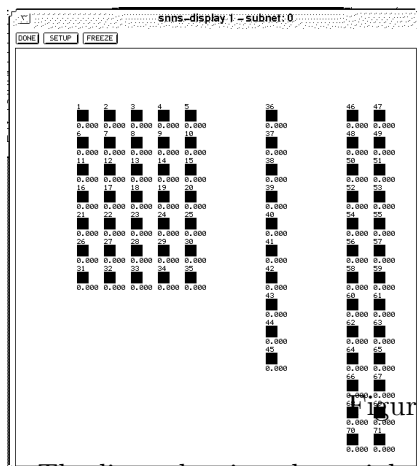 snns-display 1 – subnet: 0
DONE SETUP FREEZE
1 2 3 4 5 36 46 47
0.000 0.000 0.000 0.000 0.000 0.000 0.000 0.000
6 7 8 9 10 37 48 49
0.000 0.000 0.000 0.000 0.000 0.000 0.000 0.000
11 12 13 14 15 38 50 51
0.000 0.000 0.000 0.000 0.000 0.000 0.000 0.000
16 17 18 19 20 39 52 53
0.000 0.000 0.000 0.000 0.000 0.000 0.000 0.000
21 22 23 24 25 40 54 55
0.000 0.000 0.000 0.000 0.000 0.000 0.000 0.000
26 27 28 29 30 41 56 57
0.000 0.000 0.000 0.000 0.000 0.000 0.000 0.000
31 32 33 34 35 42 58 59
0.000 0.000 0.000 0.000 0.000 0.000 0.000 0.000
43 60 61
0.000 0.000 0.000
44 62 63
0.000 0.000 0.000
45 64 65
0.000 0.000 0.000
66 67
Figur
0.000 0.000
70 71
0.000 0.000